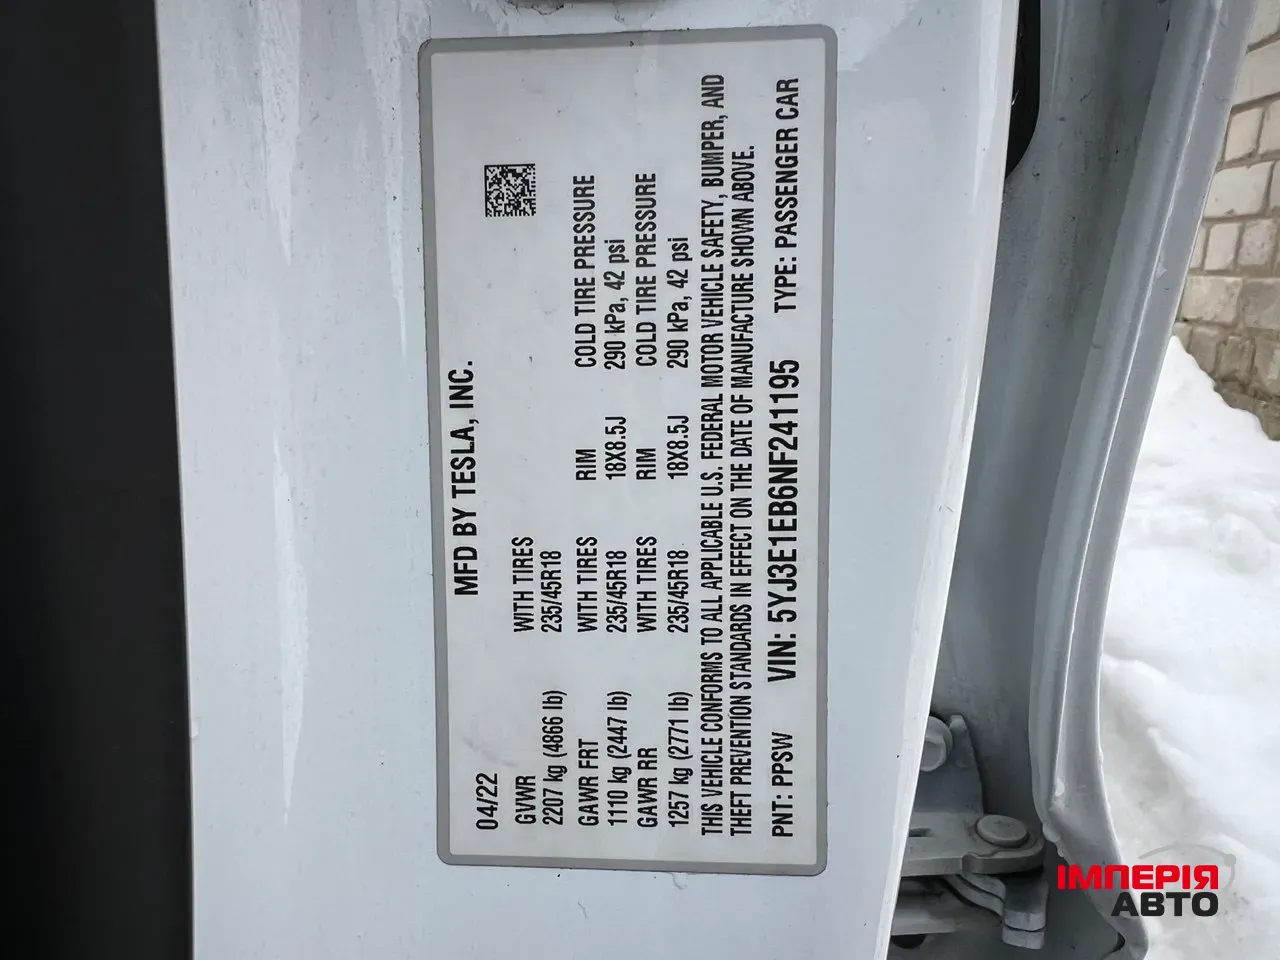 MFD BY TESLA, INC.
04/22
GVWR WITH TIRES
2207 kg (4866 lb) 235/45R18
GAWR FRT WITH TIRES RIM COLD TIRE PRESSURE
1110 kg (2447 lb) 235/45R18 18X8.5J 290 kPa, 42 psi
GAWR RR WITH TIRES RIM COLD TIRE PRESSURE
1257 kg (2771 lb) 235/45R18 18X8.5J 290 kPa, 42 psi
THIS VEHICLE CONFORMS TO ALL APPLICABLE U.S. FEDERAL MOTOR VEHICLE SAFETY, BUMPER, AND
THEFT PREVENTION STANDARDS IN EFFECT ON THE DATE OF MANUFACTURE SHOWN ABOVE.
PNT: PPSW VIN: 5YJ3E1EB6NF241195 TYPE: PASSENGER CAR
ІМПЕРІЯ
АВТО